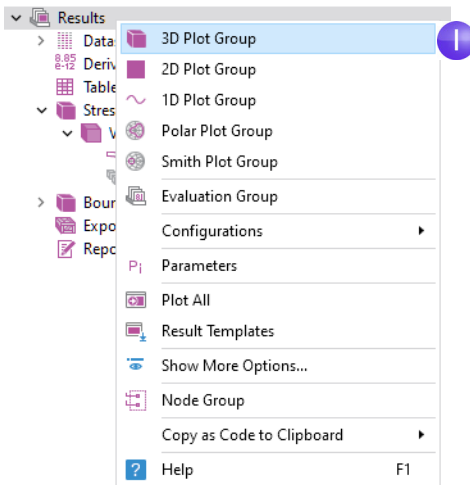 Results
Data
3D Plot Group
1
8.85
e-12
Deriv
2D Plot Group
Table
1D Plot Group
Stres
Polar Plot Group
V
Smith Plot Group
Evaluation Group
Boun
Configurations
Expo
Repo
Pi
Parameters
Plot All
Result Templates
Show More Options...
Node Group
Copy as Code to Clipboard
? Help F1